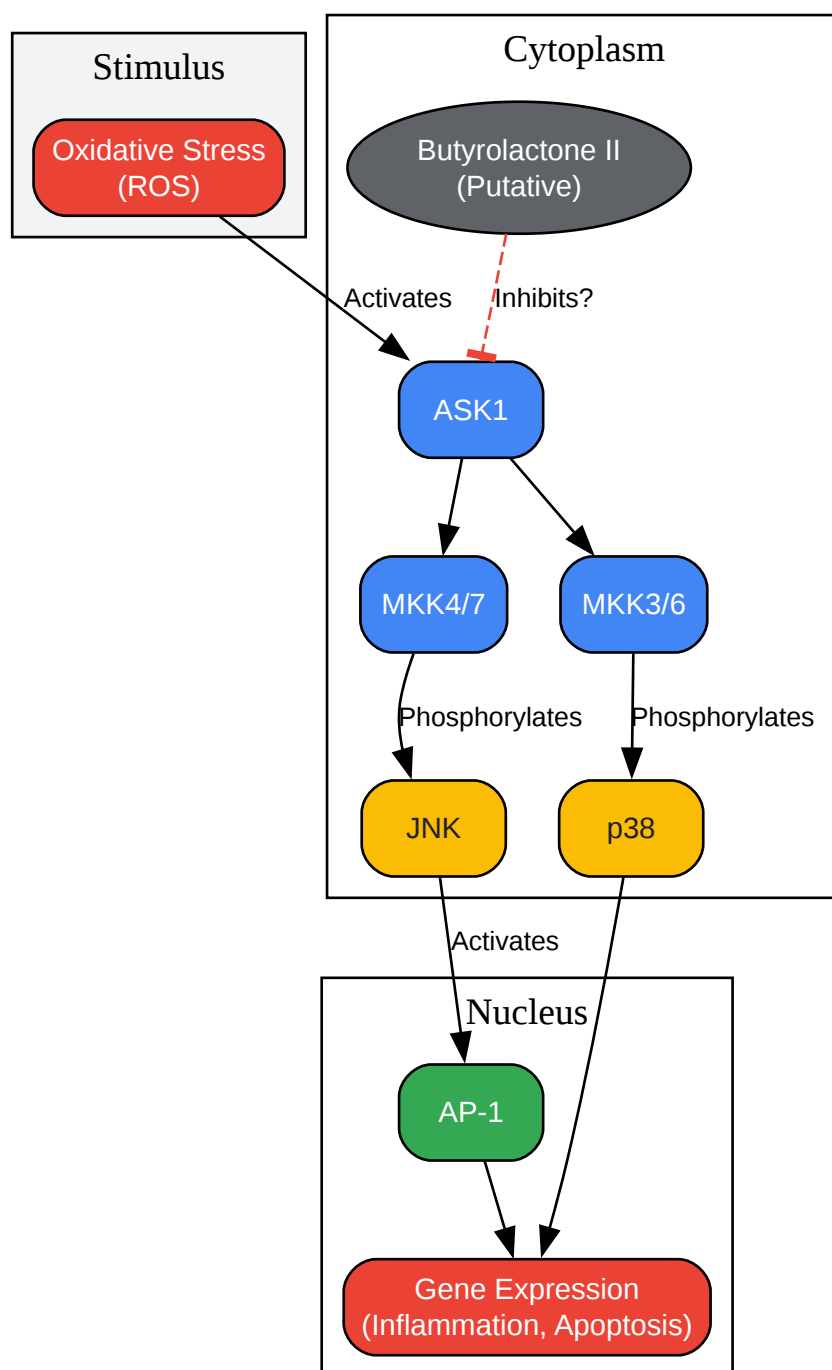 Stimulus
Oxidative Stress
(ROS)
Cytoplasm
Butyrolactone II
(Putative)
Activates
Inhibits?
ASK1
MKK4/7
MKK3/6
Phosphorylates
Phosphorylates
JNK
p38
Activates
Nucleus
AP-1
Gene Expression
(Inflammation, Apoptosis)